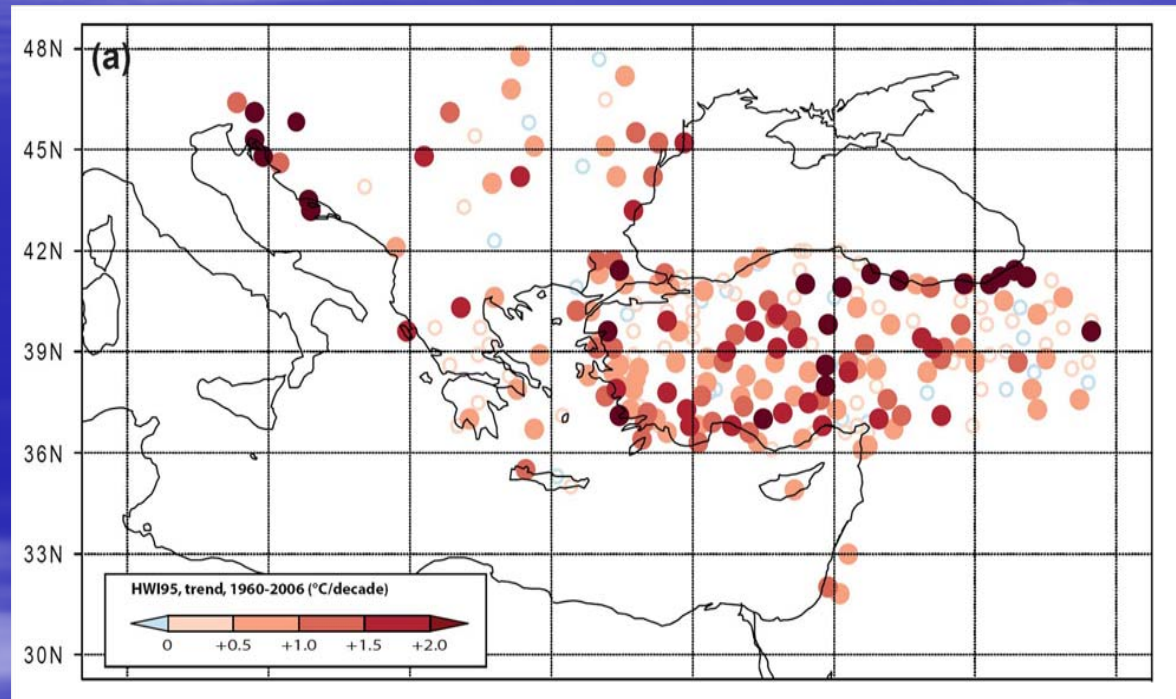 (a)
48N
45N
42N
39N
36N
33N
30N
HWI95, trend, 1960-2006 (°C/decade)
0 +0.5 +1.0 +1.5 +2.0